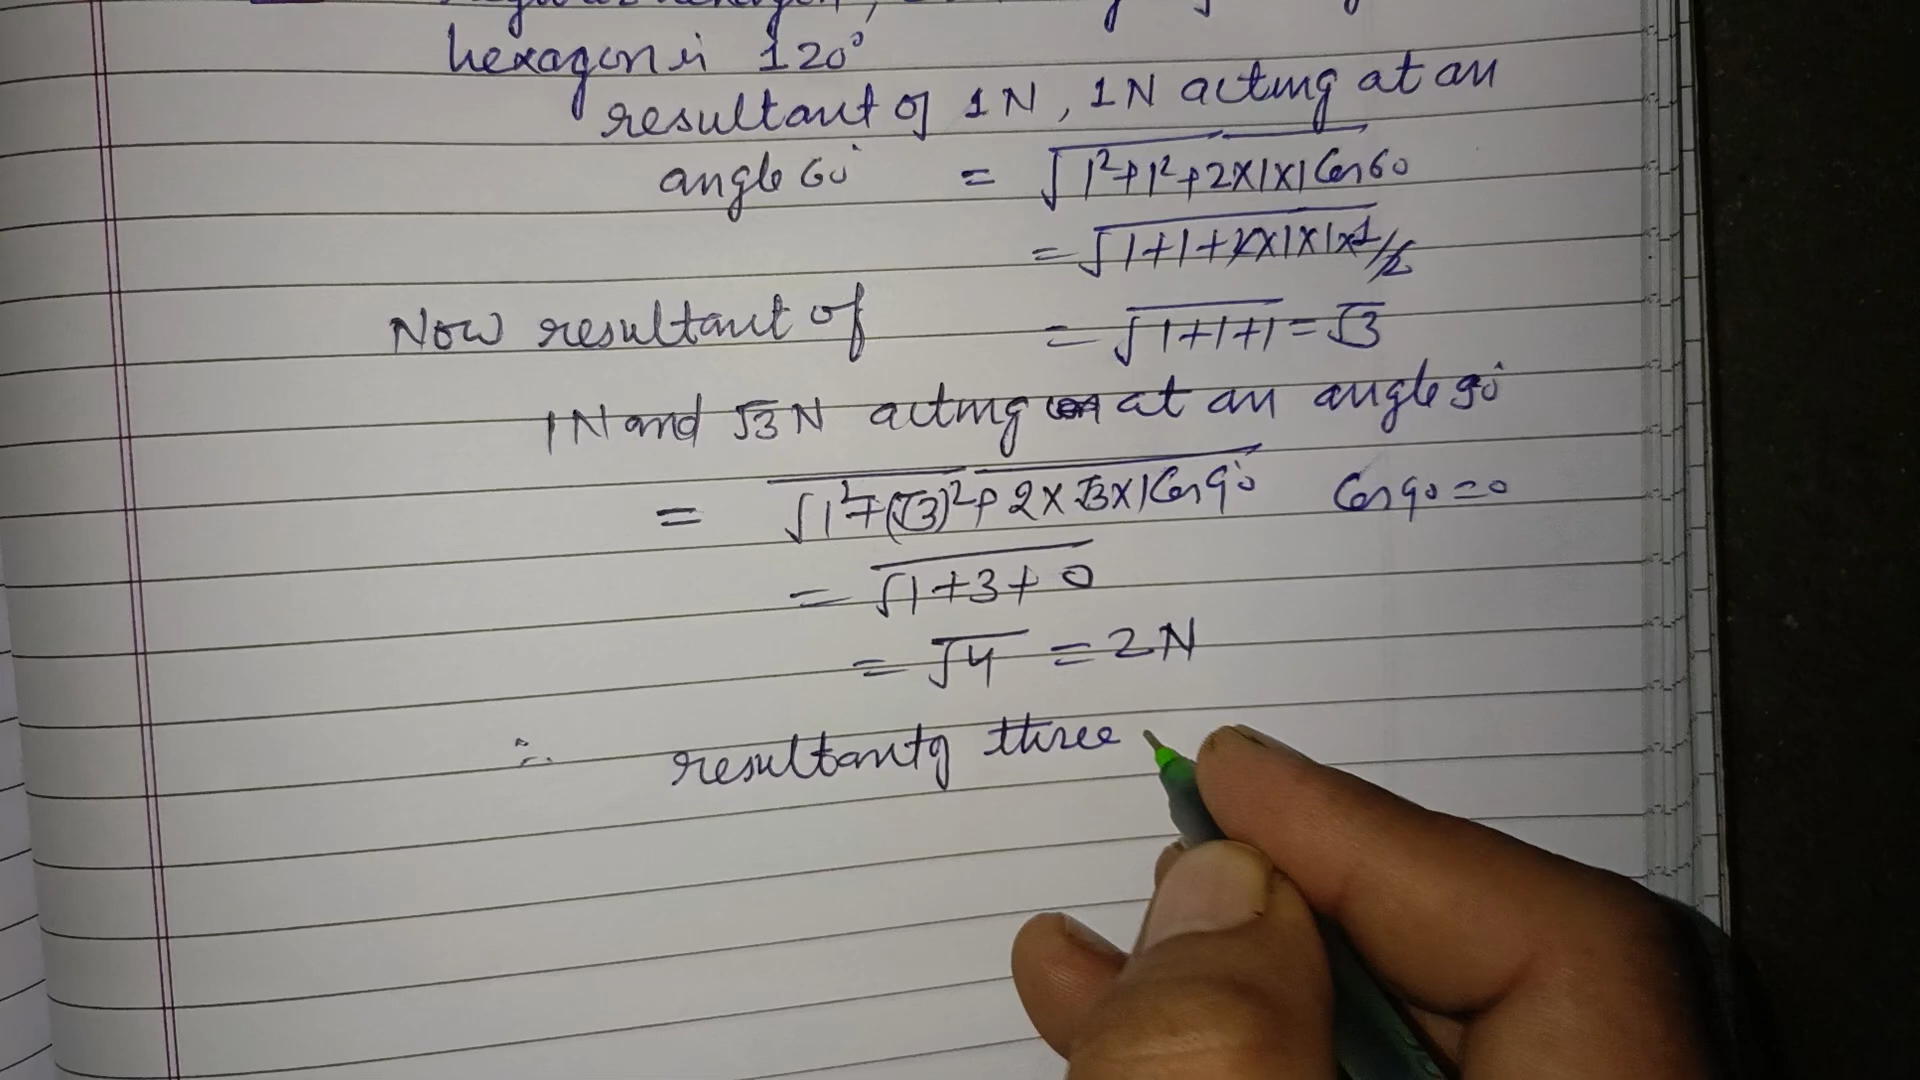 hexagon is 120°
resultant of 1N, 1N acting at an
angle 60° = √1²+1²+2×1×1 Cos60
= √1+1+2×1×1×1/2
Now resultant of = √1+1+1 = √3
1N and √3N acting at an angle 90°
= √1²+(√3)²+2×√3×1 Cos90° Cos90=0
= √1+3+0
= √4 = 2N
∴ resultant of three